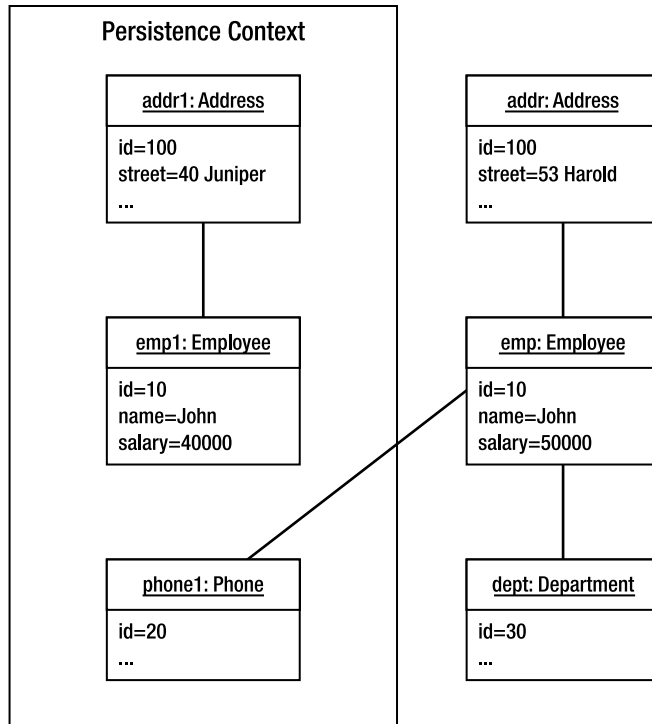 Persistence Context
addr1: Address
id=100
street=40 Juniper
...
addr: Address
id=100
street=53 Harold
...
emp1: Employee
id=10
name=John
salary=40000
emp: Employee
id=10
name=John
salary=50000
phone1: Phone
id=20
...
dept: Department
id=30
...